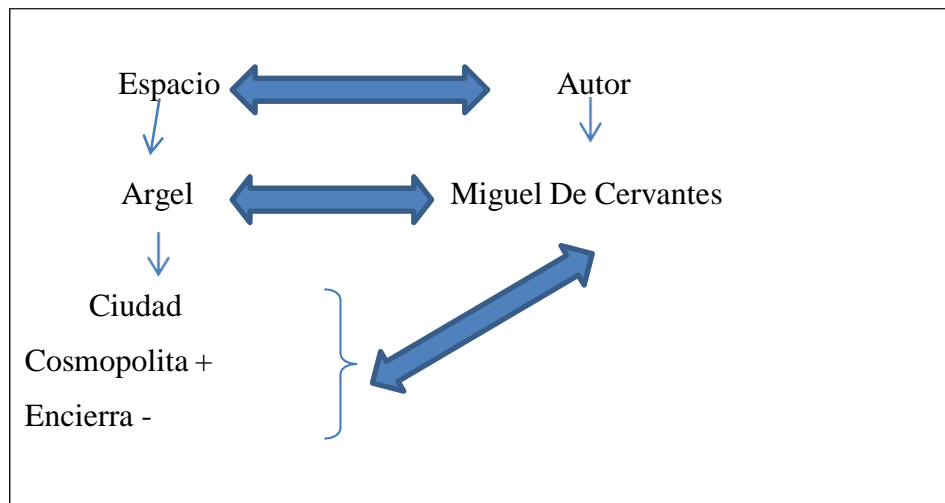 Espacio Autor
Argel Miguel De Cervantes
Ciudad
Cosmopolita +
Encierra -